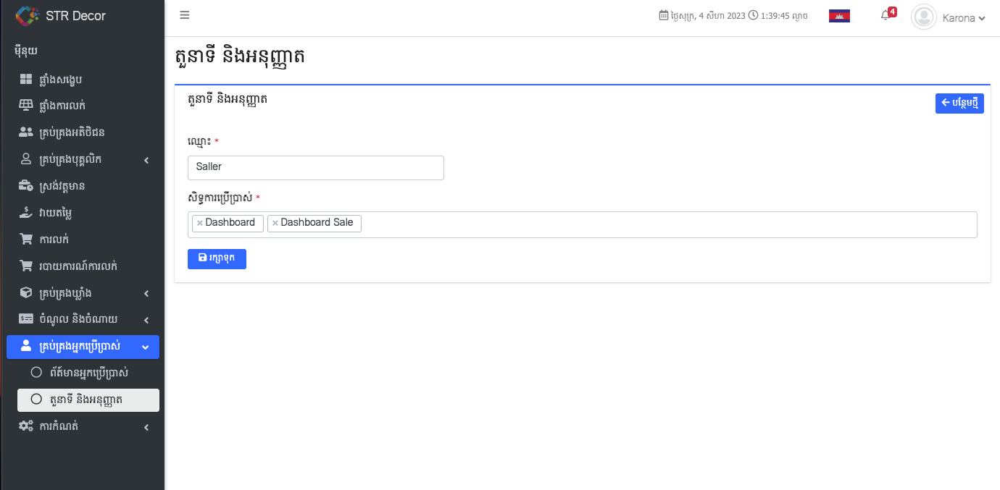 STR Decor
ថ្ងៃសុក្រ, 4 សីហា 2023 1:39:45 ល្ងាច
4
Karona
ម៉ីនុយ
ផ្ទាំងសង្ខេប
ផ្ទាំងការលក់
គ្រប់គ្រងអតិថិជន
គ្រប់គ្រងបុគ្គលិក
ស្រង់វត្តមាន
វាយតម្លៃ
ការលក់
របាយការណ៍ការលក់
គ្រប់គ្រងឃ្លាំង
ចំណូល និងចំណាយ
គ្រប់គ្រងអ្នកប្រើប្រាស់
ព័ត៍មានអ្នកប្រើប្រាស់
តួនាទី និងអនុញ្ញាត
ការកំណត់
តួនាទី និងអនុញ្ញាត
តួនាទី និងអនុញ្ញាត
បន្ថែមថ្មី
ឈ្មោះ *
Saller
សិទ្ធការប្រើប្រាស់ *
× Dashboard × Dashboard Sale
រក្សាទុក